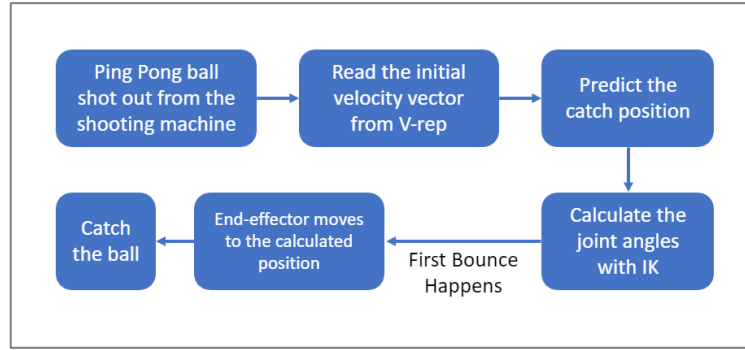 Ping Pong ball
shot out from the
shooting machine
Read the initial
velocity vector
from V-rep
Predict the
catch position
Calculate the
joint angles
with IK
First Bounce
Happens
End-effector moves
to the calculated
position
Catch
the ball